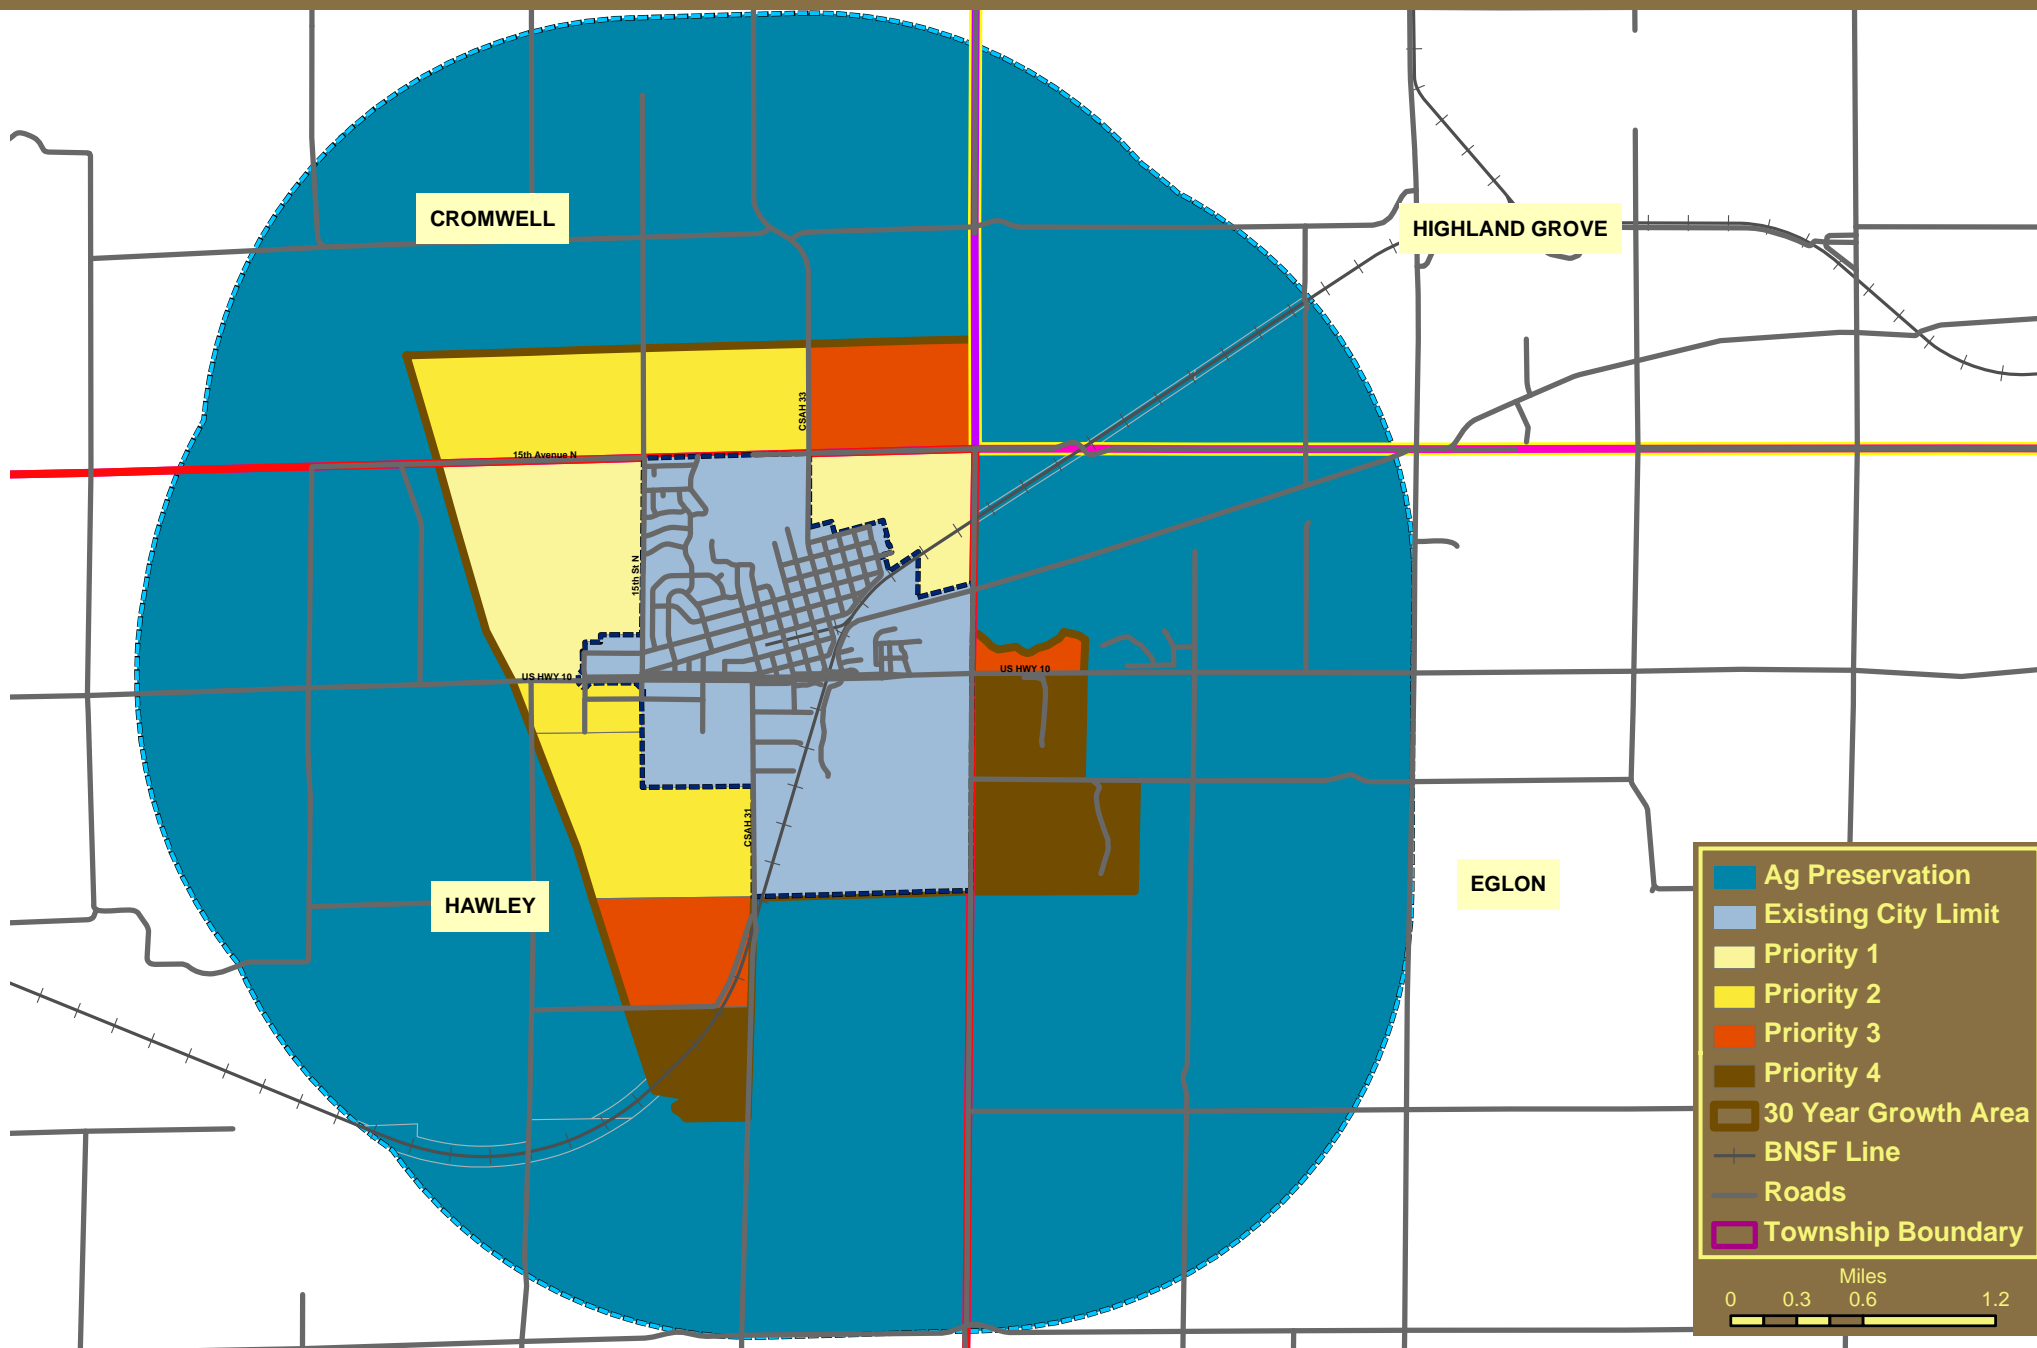 CROMWELL
HIGHLAND GROVE
CSAH 33
15th Avenue N
15th St N
US HWY 10
US HWY 10
CSAH 31
HAWLEY
EGLON
Ag Preservation
Existing City Limit
Priority 1
Priority 2
Priority 3
Priority 4
30 Year Growth Area
BNSF Line
Roads
Township Boundary
Miles
0 0.3 0.6 1.2